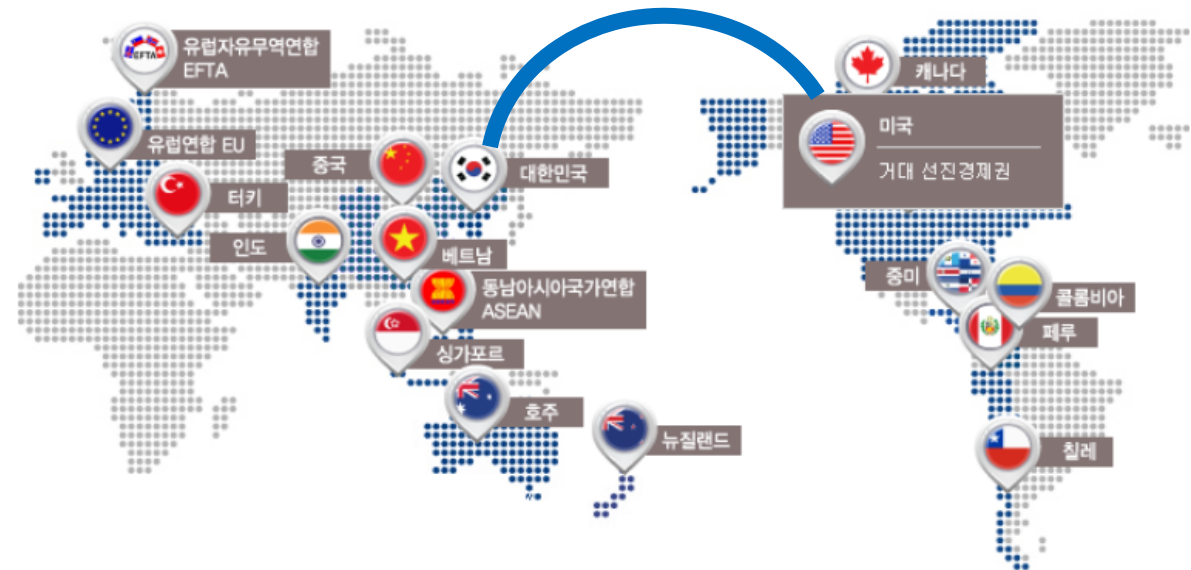 유럽자유무역연합
EFTA
EFTA
유럽연합 EU
터키
중국
대한민국
인도
베트남
동남아시아국가연합
ASEAN
싱가포르
호주
뉴질랜드
캐나다
미국
거대 선진경제권
중미
콜롬비아
페루
칠레